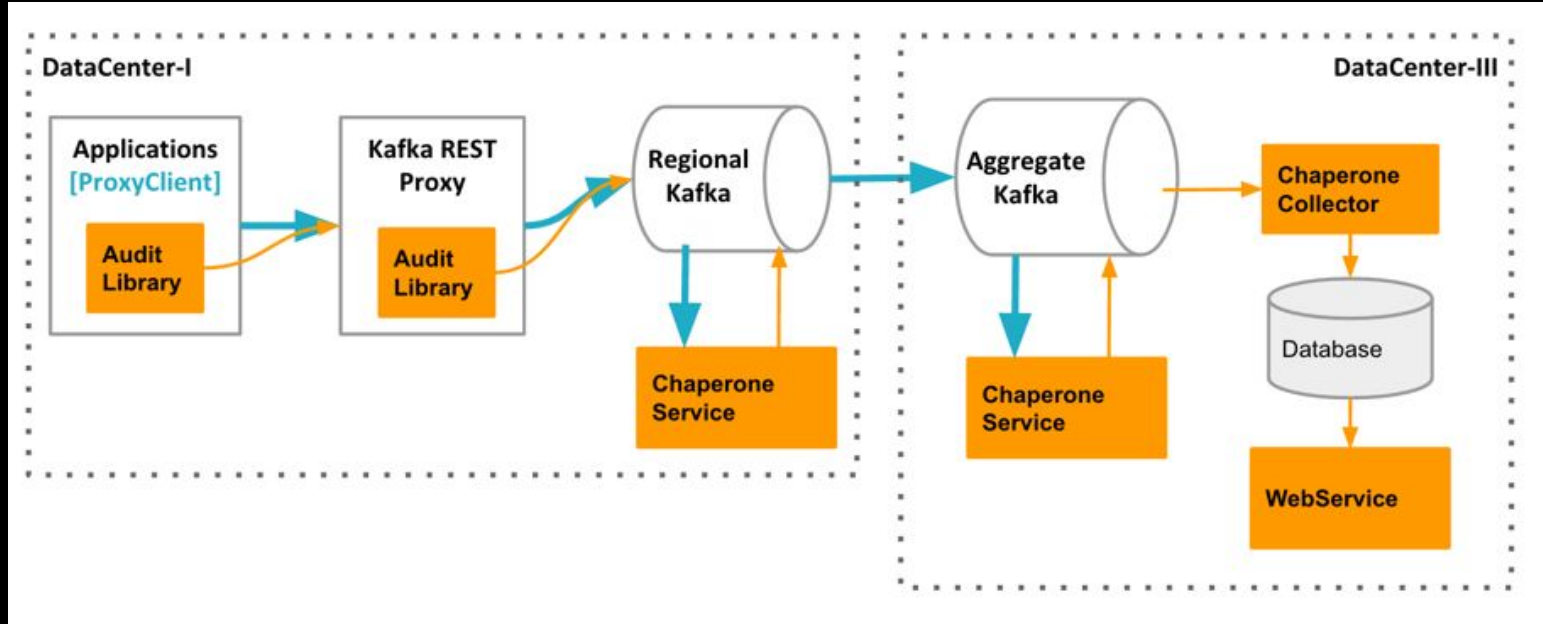 DataCenter-I
Applications
[ProxyClient]
Audit
Library
Kafka REST
Proxy
Audit
Library
Regional
Kafka
Chaperone
Service
DataCenter-III
Aggregate
Kafka
Chaperone
Service
Chaperone
Collector
Database
WebService